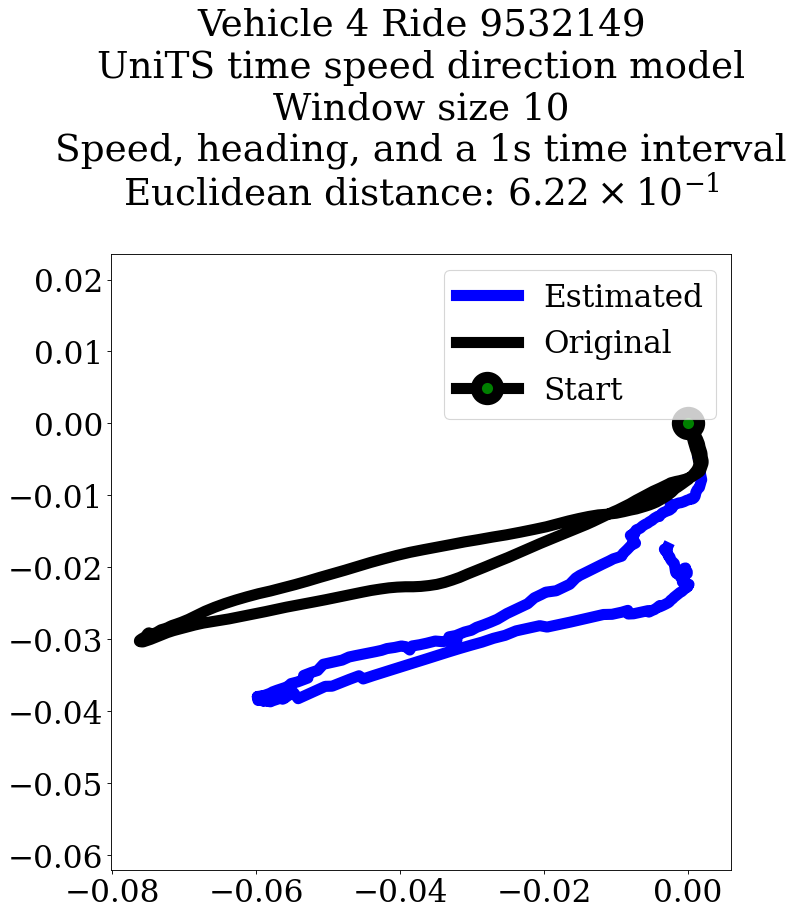 Vehicle 4 Ride 9532149
UniTS time speed direction model
Window size 10
Speed, heading, and a 1s time interval
Euclidean distance: 6.22 × 10⁻¹
Estimated
Original
Start
0.02
0.01
0.00
−0.01
−0.02
−0.03
−0.04
−0.05
−0.06
−0.08 −0.06 −0.04 −0.02 0.00